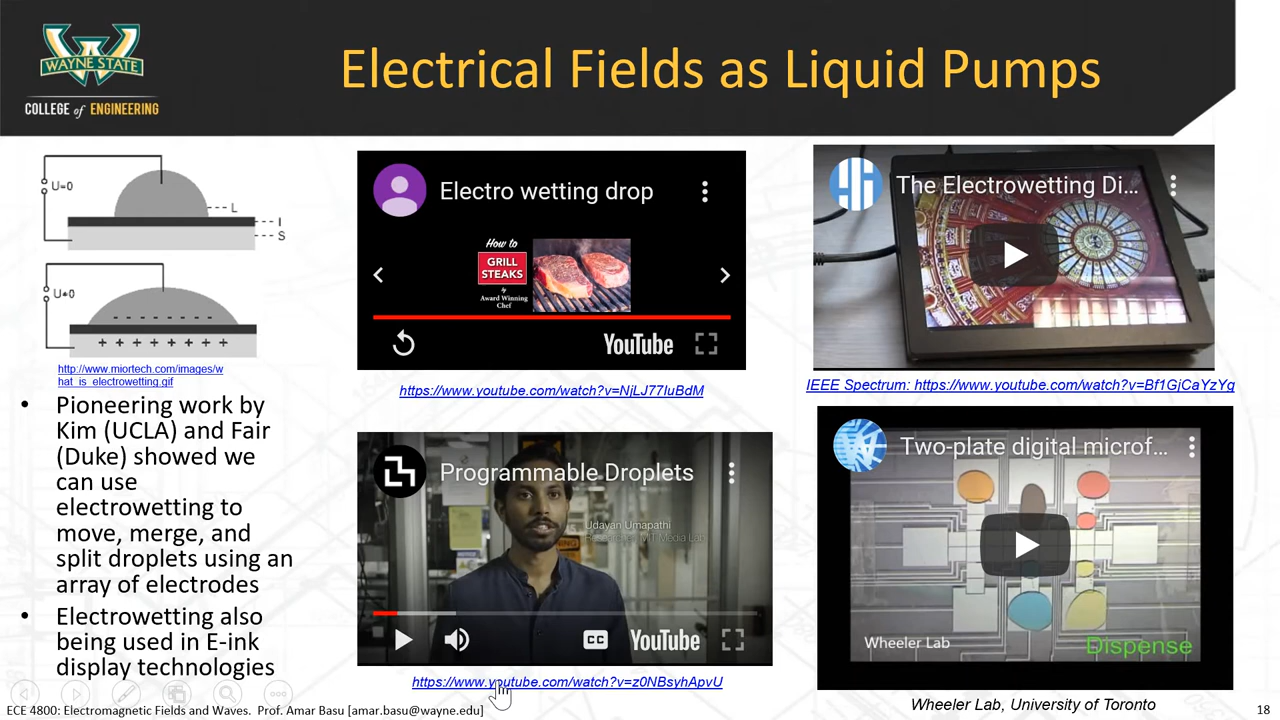 WAYNE STATE
COLLEGE of ENGINEERING
Electrical Fields as Liquid Pumps
U=0
L
I
S
U≠0
- - - - - - - -
+ + + + + + + +
http://www.miortech.com/images/w
hat_is_electrowetting.gif
• Pioneering work by
Kim (UCLA) and Fair
(Duke) showed we
can use
electrowetting to
move, merge, and
split droplets using an
array of electrodes
• Electrowetting also
being used in E-ink
display technologies
Electro wetting drop
How to
GRILL
STEAKS
by
Award Winning
Chef
YouTube
https://www.youtube.com/watch?v=NjLJ77IuBdM
Programmable Droplets
Udayan Umapathi
Researcher, MIT Media Lab
CC
YouTube
https://www.youtube.com/watch?v=z0NBsyhApvU
The Electrowetting Di...
IEEE Spectrum: https://www.youtube.com/watch?v=Bf1GjCaYzYg
Two-plate digital microf...
Wheeler Lab
Dispense
Wheeler Lab, University of Toronto
ECE 4800: Electromagnetic Fields and Waves. Prof. Amar Basu [amar.basu@wayne.edu]
18